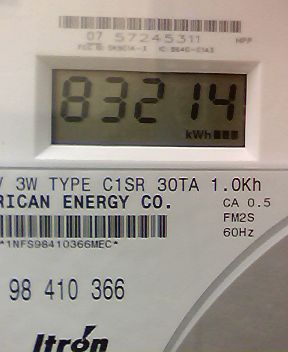 07 57245311
83214
kWh
V 3W TYPE C1SR 30TA 1.0Kh
RICAN ENERGY CO.
CA 0.5
FM2S
60Hz
*1NFS98410366MEC*
98 410 366
Itrón